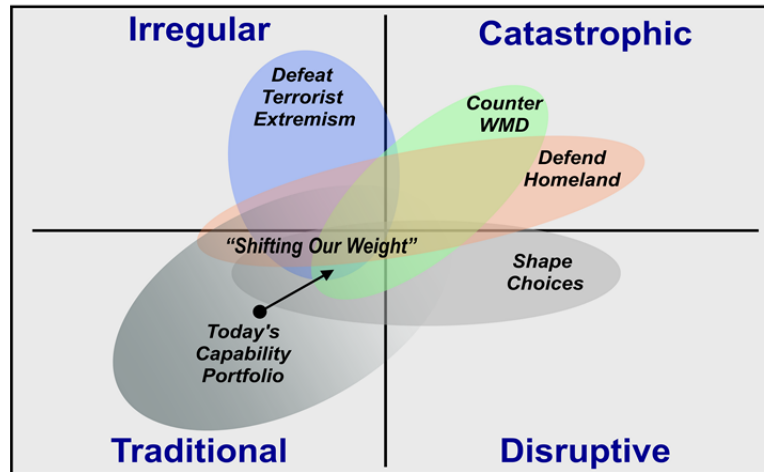 Irregular
Catastrophic
Defeat
Terrorist
Extremism
Counter
WMD
Defend
Homeland
“Shifting Our Weight”
Shape
Choices
Today's
Capability
Portfolio
Traditional
Disruptive